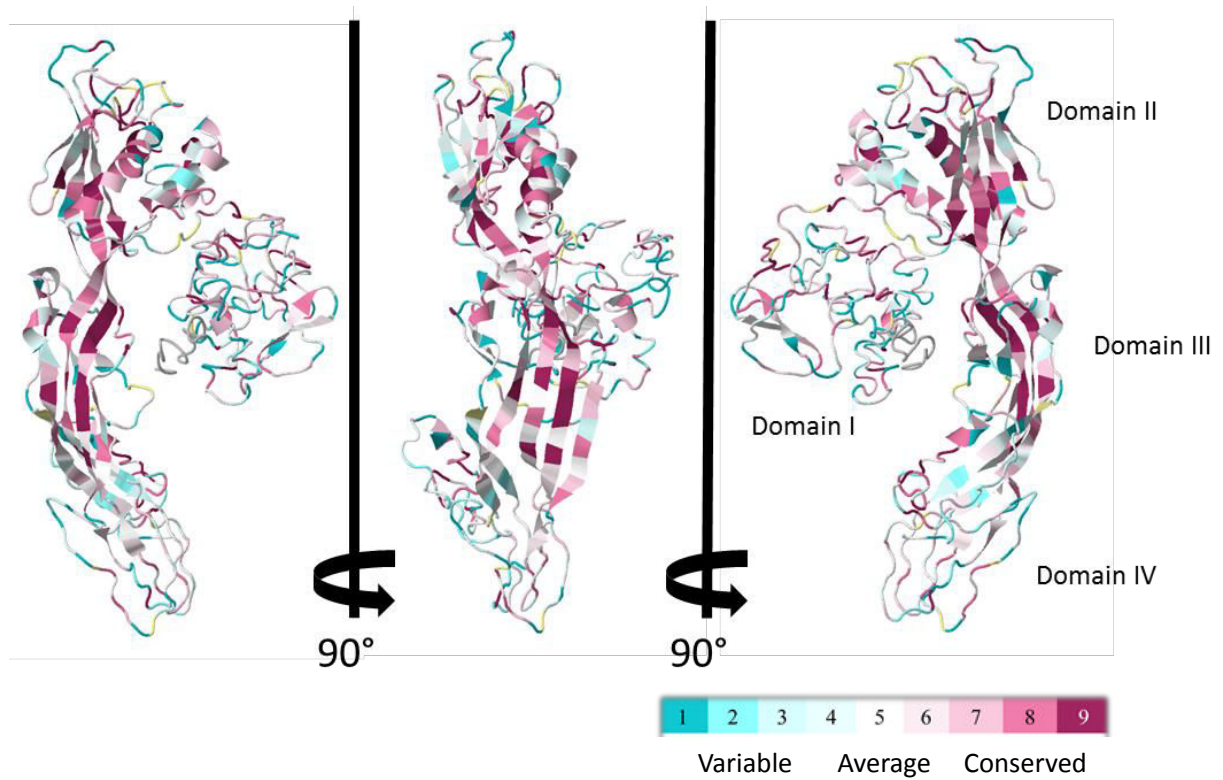 Domain II
Domain III
Domain I
Domain IV
90°
90°
1 2 3 4 5 6 7 8 9
Variable Average Conserved